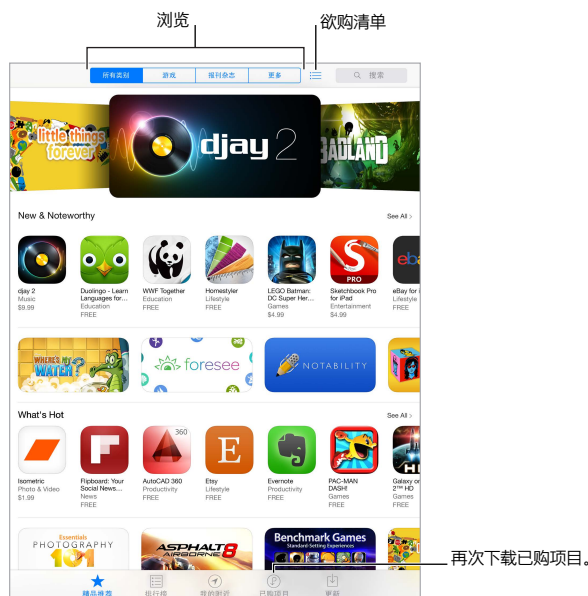 浏览
欲购清单
所有类别 游戏 报刊杂志 更多 搜索
little things
forever
djay 2
BADLAND
New & Noteworthy See All >
djay 2
Music
$9.99
Duolingo - Learn
Languages for...
Education
FREE
WWF Together
Education
FREE
Homestyler
Lifestyle
FREE
LEGO Batman:
DC Super Her...
Games
$4.99
PRO
Sketchbook Pro
for iPad
Entertainment
$4.99
eb
eBay for i
Lifestyle
FREE
WHERE'S MY
WATER?
foresee
NOTABILITY
What's Hot See All >
Isometric
Photo & Video
$1.99
Flipboard: Your
Social News...
News
FREE
360
AutoCAD 360
Productivity
FREE
E
Etsy
Lifestyle
FREE
Evernote
Productivity
FREE
PAC-MAN
DASH!
Games
FREE
Galaxy on
2™ HD
Games
FREE
Essentials
PHOTOGRAPHY
101
ASPHALT 8
AIRBORNE
Benchmark Games
Standard-Setting Experiences
再次下载已购项目。
精品推荐 排行榜 我的附近 已购项目 更新